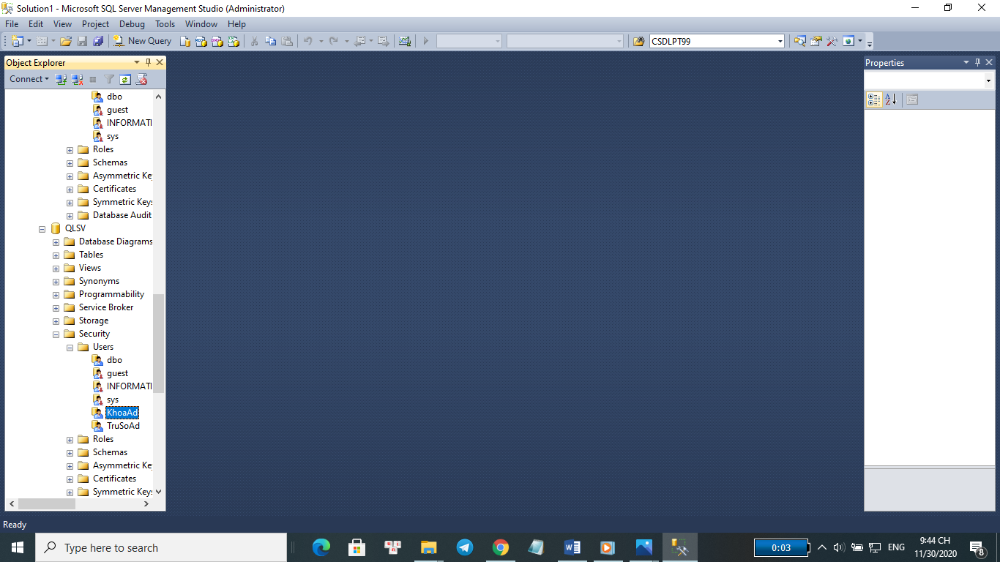 Solution1 - Microsoft SQL Server Management Studio (Administrator)
File Edit View Project Debug Tools Window Help
New Query CSDLPT99
Object Explorer
Properties
Connect
dbo
guest
INFORMATI
sys
Roles
Schemas
Asymmetric Ke
Certificates
Symmetric Keys
Database Audit
QLSV
Database Diagrams
Tables
Views
Synonyms
Programmability
Service Broker
Storage
Security
Users
dbo
guest
INFORMATI
sys
KhoaAd
TruSoAd
Roles
Schemas
Asymmetric Ke
Certificates
Symmetric Keys
Ready
Type here to search
0:03
ENG
9:44 CH
11/30/2020
8